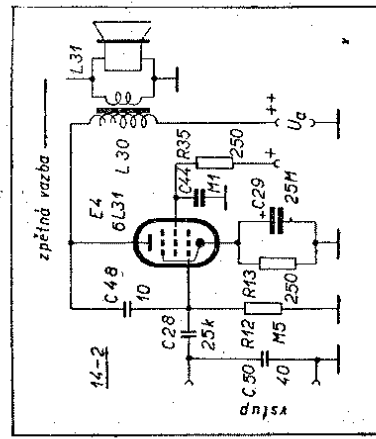 zpětná vazba
L31
L30
E4
6L31
R35
250
C44
M1
++
Ua
+
+
C29
25M
C48
10
R13
250
14-2
C28
25k
R12
M5
C50
40
vstup